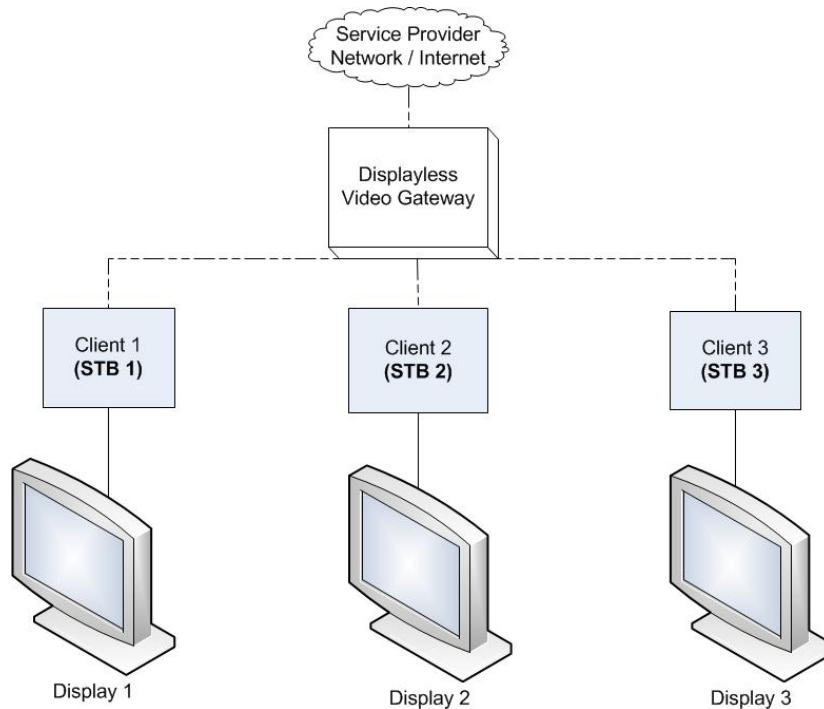 Service Provider
Network / Internet
Displayless
Video Gateway
Client 1
(STB 1)
Client 2
(STB 2)
Client 3
(STB 3)
Display 1
Display 2
Display 3